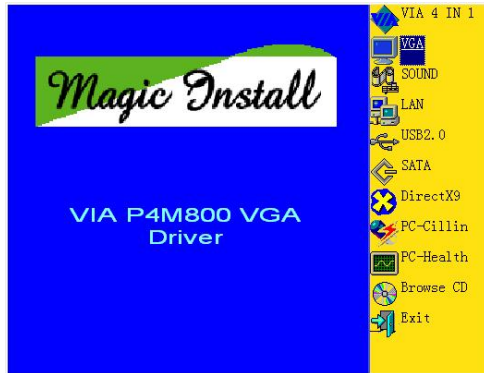 Magic Install
VIA P4M800 VGA
Driver
VIA 4 IN 1
VGA
SOUND
LAN
USB2.0
SATA
DirectX9
PC-Cillin
PC-Health
Browse CD
Exit